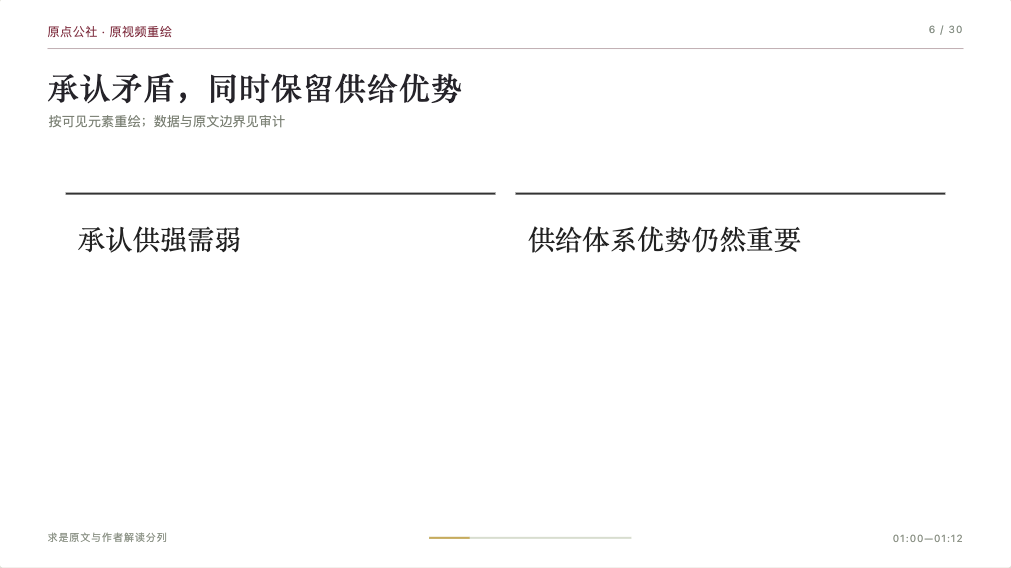 原点公社 · 原视频重绘
6 / 30
承认矛盾，同时保留供给优势
按可见元素重绘；数据与原文边界见审计
承认供强需弱
供给体系优势仍然重要
求是原文与作者解读分列
01:00—01:12